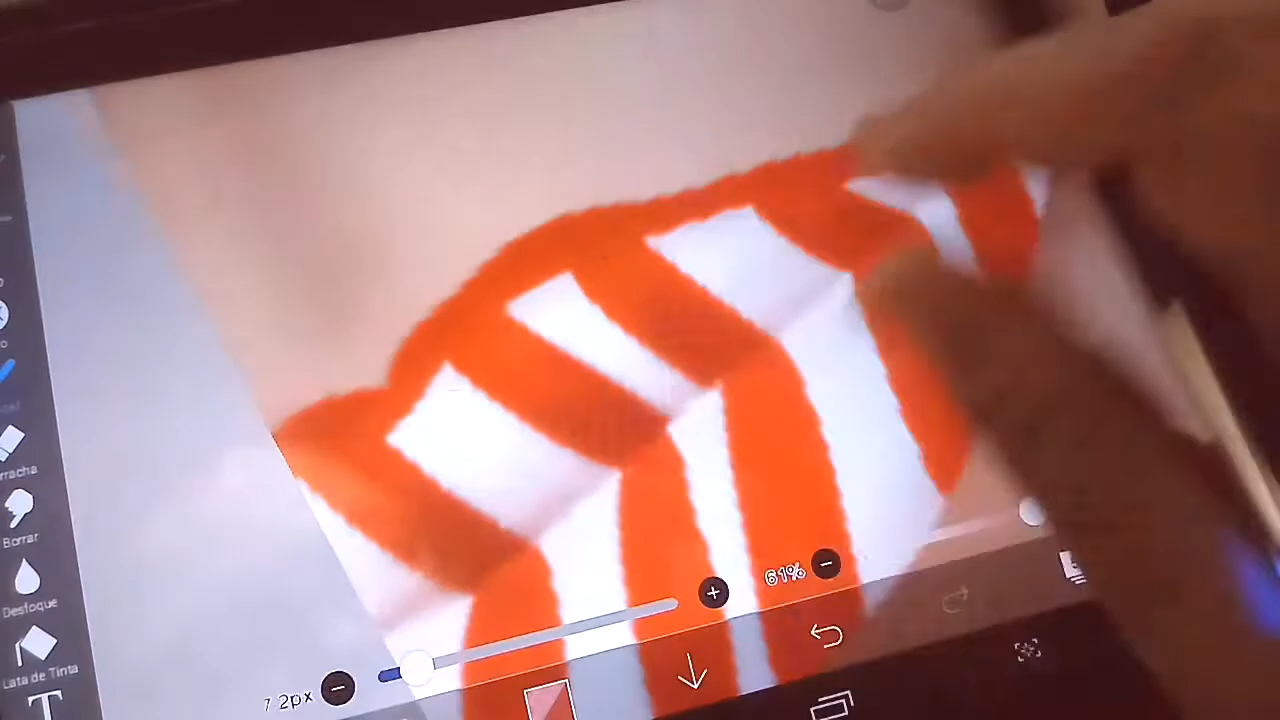 rracha
Borrar
Desfoque
Lata de Tinta
T
7 2px
61%